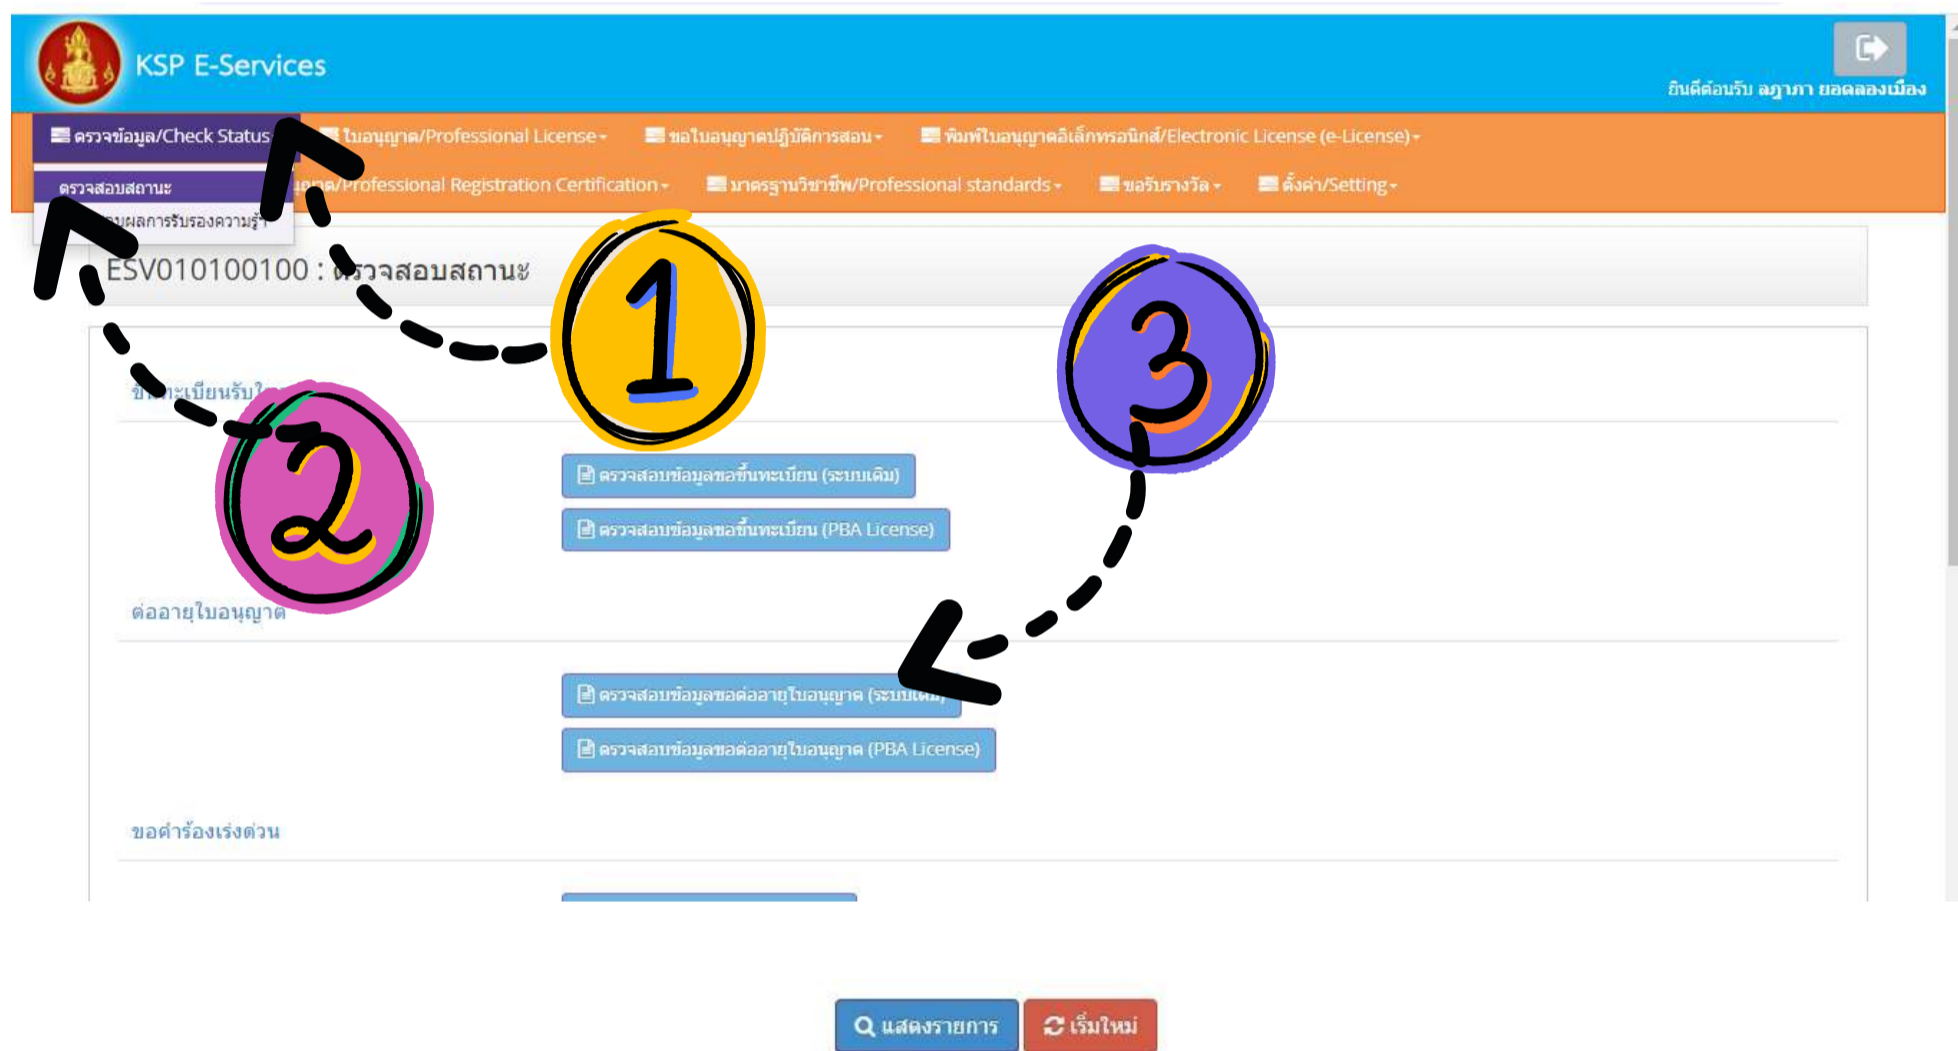 KSP E-Services
ยินดีต้อนรับ ลฎาภา ยอดลองเมือง
ตรวจข้อมูล/Check Status
ใบอนุญาต/Professional License
ขอใบอนุญาตปฏิบัติการสอน
พิมพ์ใบอนุญาตอิเล็กทรอนิกส์/Electronic License (e-License)
ตรวจสอบสถานะ
/Professional Registration Certification
มาตรฐานวิชาชีพ/Professional standards
ขอรับรางวัล
ตั้งค่า/Setting
ผลการรับรองความรู้ฯ
ESV010100100 : ตรวจสอบสถานะ
1
3
2
ตรวจสอบข้อมูลขอขึ้นทะเบียน (ระบบเดิม)
ตรวจสอบข้อมูลขอขึ้นทะเบียน (PBA License)
ต่ออายุใบอนุญาต
ตรวจสอบข้อมูลขอต่ออายุใบอนุญาต (ระบบเดิม)
ตรวจสอบข้อมูลขอต่ออายุใบอนุญาต (PBA License)
ขอคำร้องเร่งด่วน
แสดงรายการ
เริ่มใหม่